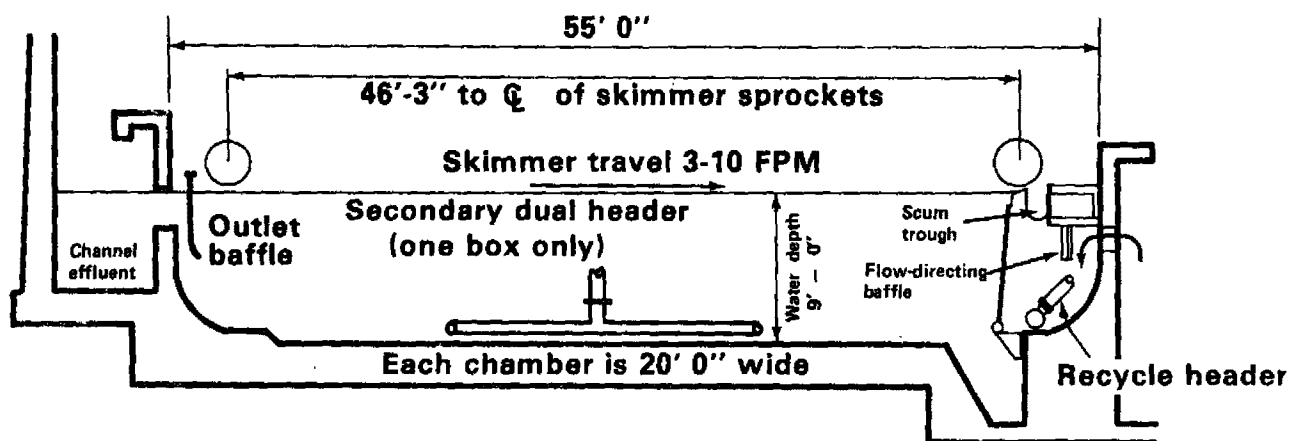 55' 0"
46'-3" to ℄ of skimmer sprockets
Skimmer travel 3-10 FPM
Secondary dual header
(one box only)
Outlet
baffle
Channel
effluent
Water depth
9' – 0"
Scum
trough
Flow-directing
baffle
Each chamber is 20' 0" wide
Recycle header